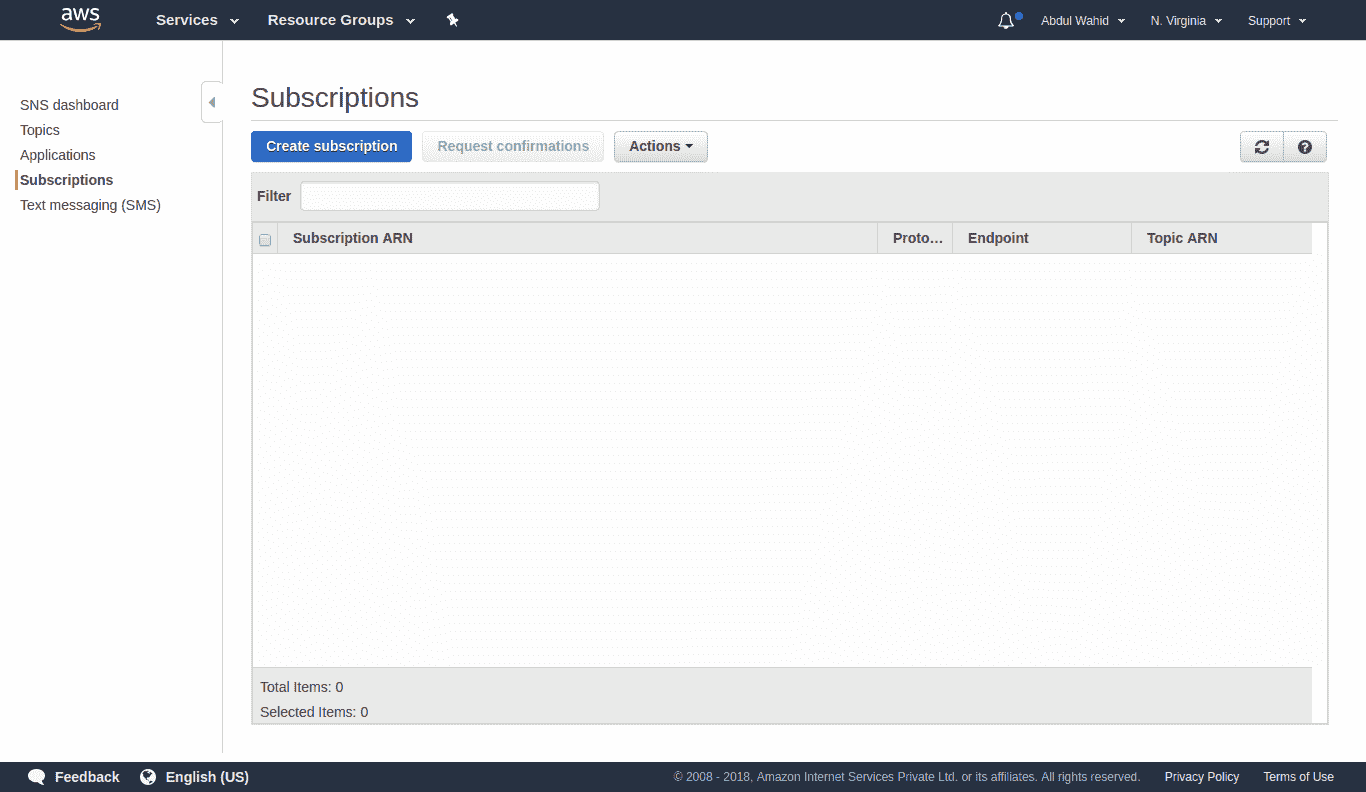 aws Services Resource Groups Abdul Wahid N. Virginia Support
SNS dashboard
Topics
Applications
Subscriptions
Text messaging (SMS)
Subscriptions
Create subscription Request confirmations Actions
Filter
Subscription ARN Proto... Endpoint Topic ARN
Total Items: 0
Selected Items: 0
Feedback English (US) © 2008 - 2018, Amazon Internet Services Private Ltd. or its affiliates. All rights reserved. Privacy Policy Terms of Use